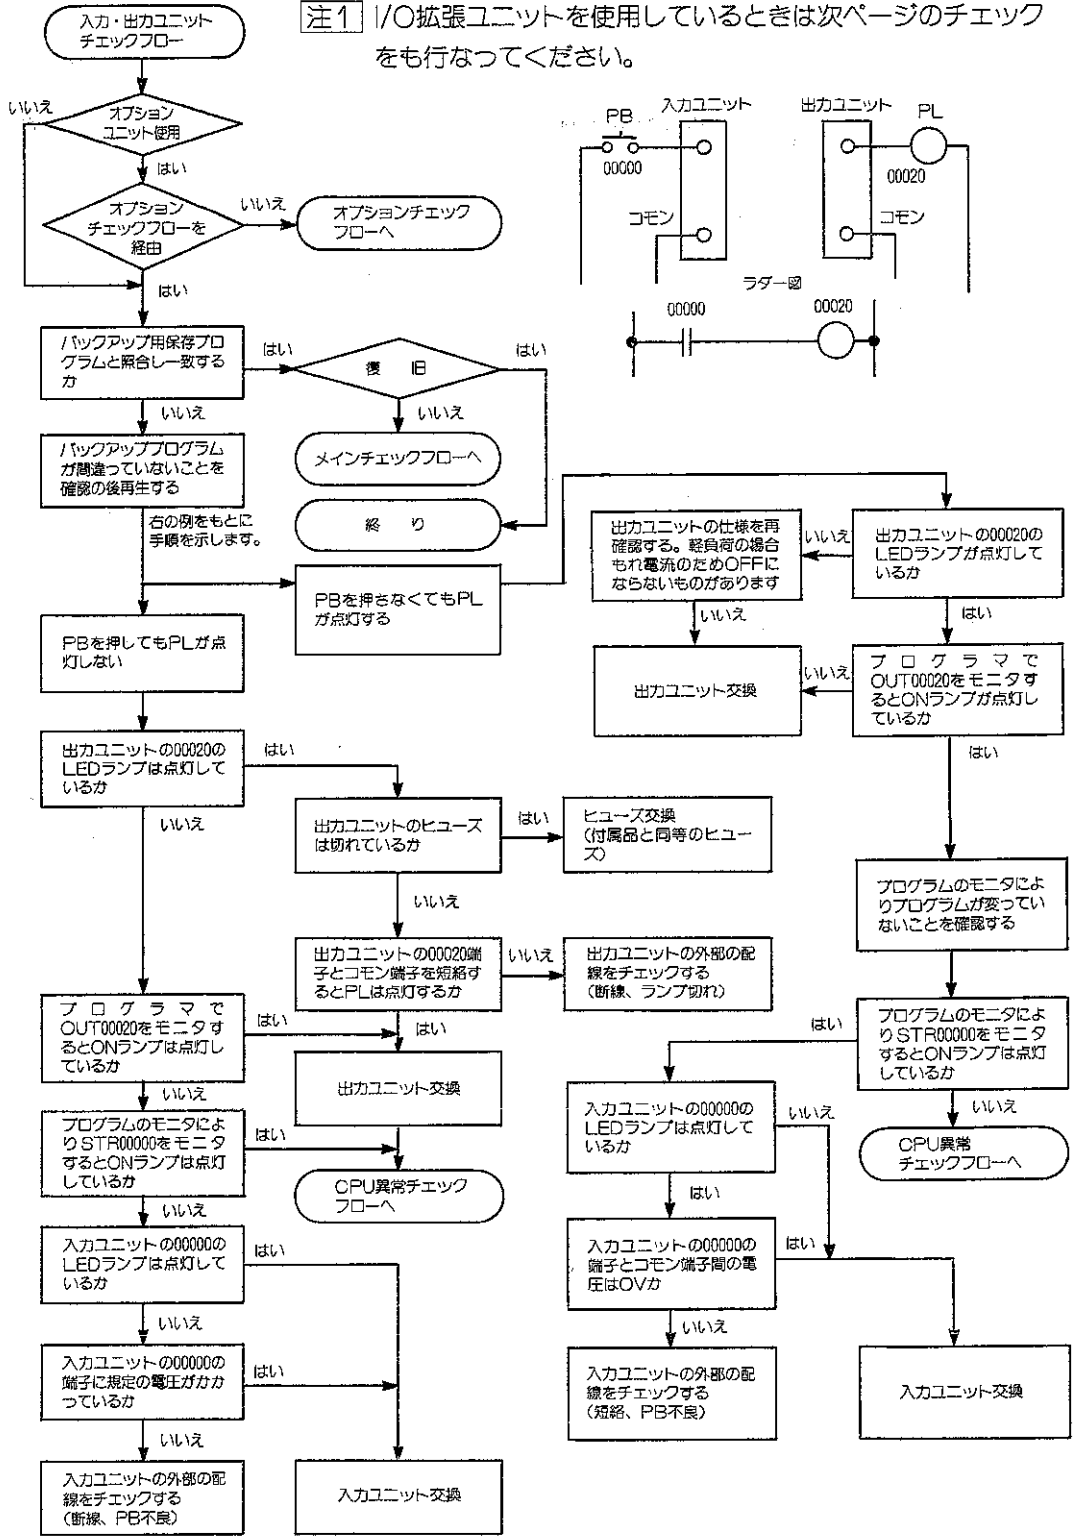 入力・出力ユニット
チェックフロー
注1 I/O拡張ユニットを使用しているときは次ページのチェック
をも行なってください。
いいえ
オプション
ユニット使用
はい
オプション
チェックフローを
経由
いいえ
オプションチェック
フローへ
はい
PB
入力ユニット
出力ユニット
PL
00000
00020
コモン
コモン
ラダー図
00000
00020
バックアップ用保存プロ
グラムと照合し一致する
か
はい
復 旧
はい
いいえ
いいえ
バックアッププログラム
が間違っていないことを
確認の後再生する
メインチェックフローへ
終 り
右の例をもとに
手順を示します。
PBを押さなくてもPL
が点灯する
出力ユニットの仕様を再
確認する。軽負荷の場合
もれ電流のためOFFに
ならないものがあります
いいえ
出力ユニットの00020の
LEDランプが点灯して
いるか
いいえ
はい
PBを押してもPLが点
灯しない
出力ユニット交換
いいえ
プログラマで
OUT00020をモニタす
るとONランプが点灯し
ているか
はい
出力ユニットの00020の
LEDランプは点灯して
いるか
はい
いいえ
出力ユニットのヒューズ
は切れているか
はい
ヒューズ交換
(付属品と同等のヒュー
ズ)
いいえ
プログラムのモニタによ
りプログラムが変ってい
ないことを確認する
出力ユニットの00020端
子とコモン端子を短絡す
るとPLは点灯するか
いいえ
出力ユニットの外部の配
線をチェックする
(断線、ランプ切れ)
はい
プログラマで
OUT00020をモニタす
るとONランプは点灯し
ているか
はい
いいえ
出力ユニット交換
はい
プログラムのモニタによ
りSTR00000をモニタ
するとONランプは点灯
しているか
いいえ
プログラムのモニタによ
りSTR00000をモニタ
するとONランプは点灯
しているか
はい
いいえ
CPU異常チェック
フローへ
入力ユニットの00000の
LEDランプは点灯して
いるか
いいえ
はい
CPU異常
チェックフローへ
入力ユニットの00000の
LEDランプは点灯して
いるか
はい
いいえ
入力ユニットの00000の
端子とコモン端子間の電
圧は0Vか
はい
いいえ
入力ユニットの00000の
端子に規定の電圧がかか
っているか
はい
いいえ
入力ユニットの外部の配
線をチェックする
(短絡、PB不良)
入力ユニット交換
入力ユニットの外部の配
線をチェックする
(断線、PB不良)
入力ユニット交換